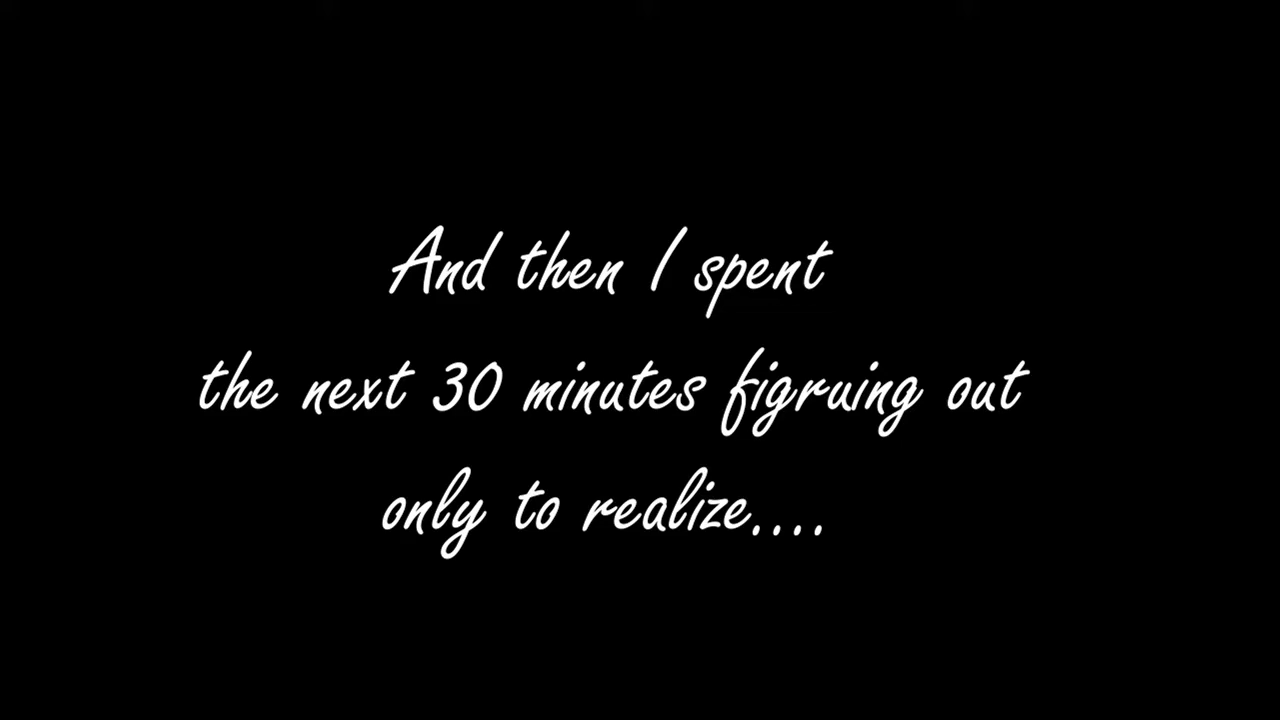 And then I spent
the next 30 minutes figruing out
only to realize....